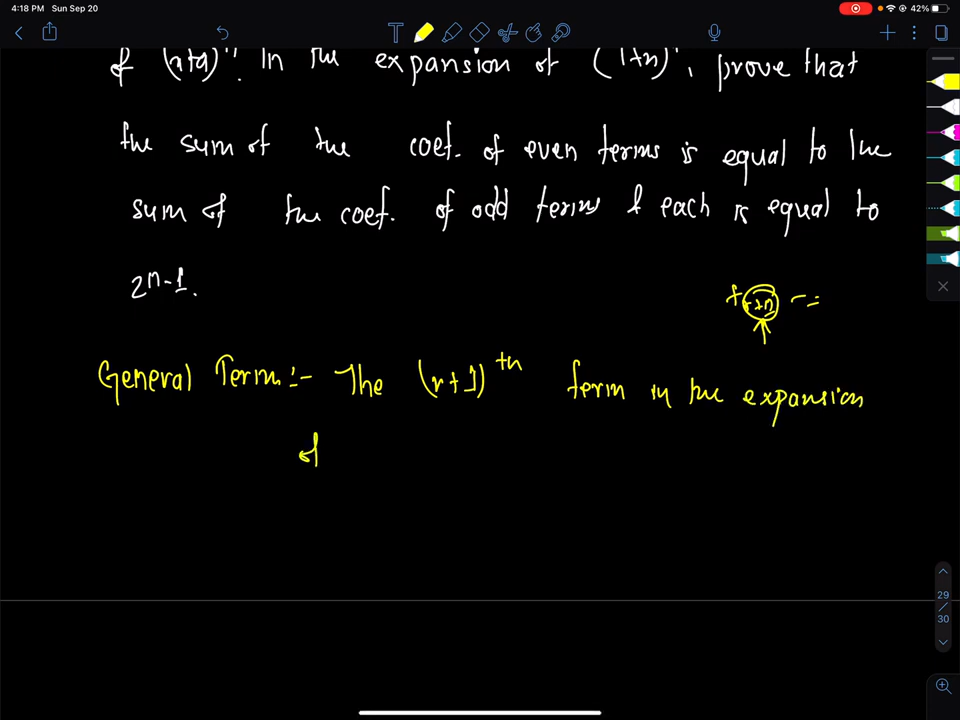 4:18 PM Sun Sep 20
42%
of (x+a)ⁿ. In the expansion of (1+x)ⁿ, prove that
the sum of the coef. of even terms is equal to the
sum of the coef. of odd terms & each is equal to
2ⁿ⁻¹.
General Term:- The (r+1)ᵗʰ term in the expansion
of
29
/
30